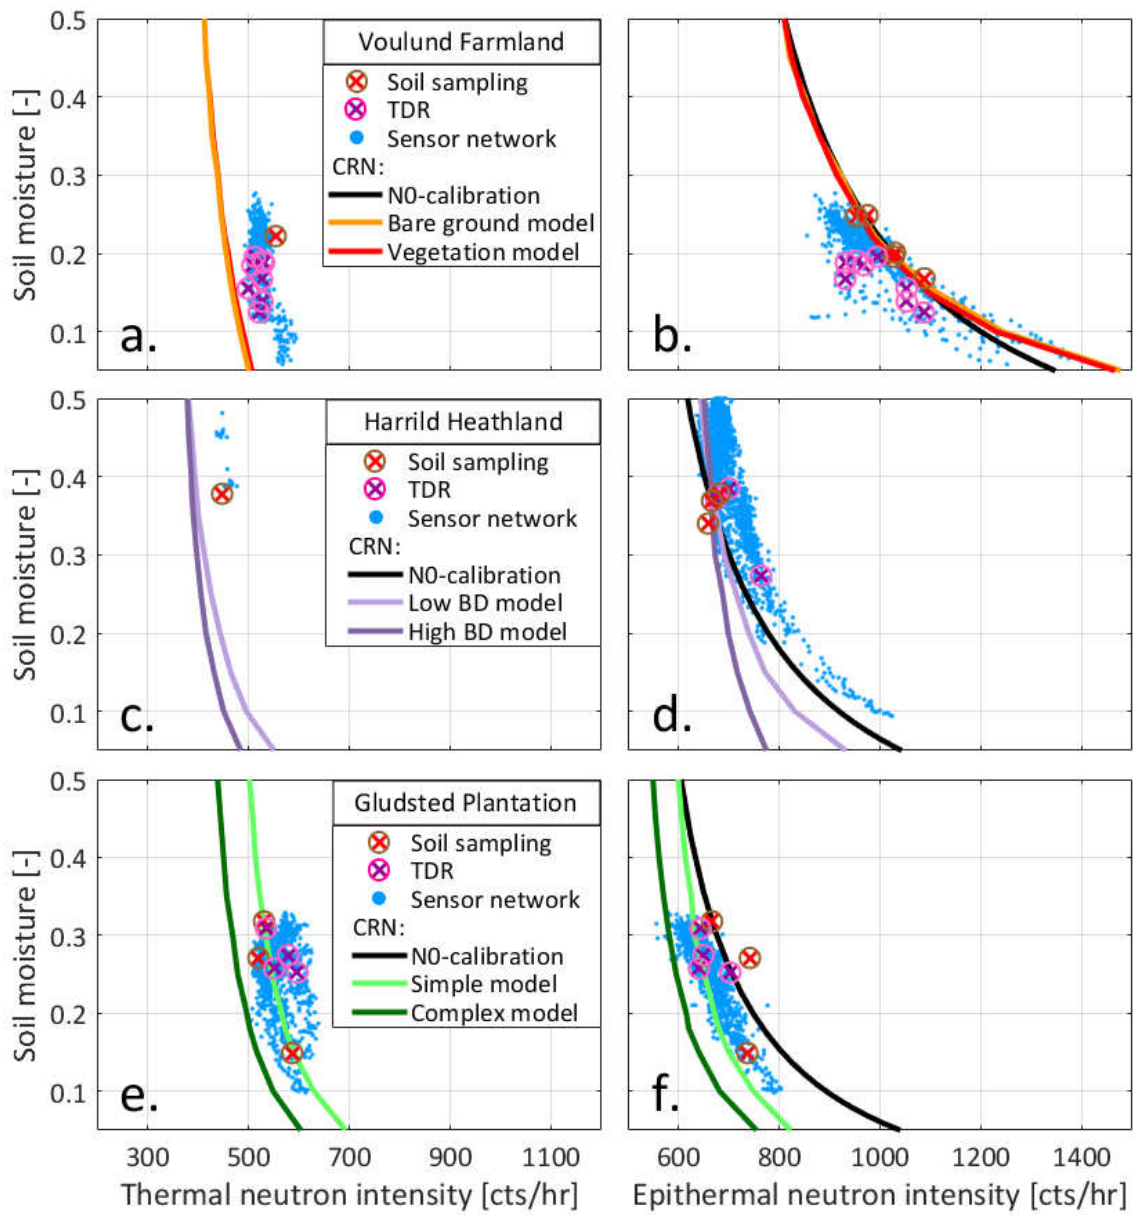 Voulund Farmland
Soil sampling
TDR
Sensor network
CRN:
N0-calibration
Bare ground model
Vegetation model
0.5
0.4
0.3
0.2
0.1
Soil moisture [-]
a.
b.
Harrild Heathland
Soil sampling
TDR
Sensor network
CRN:
N0-calibration
Low BD model
High BD model
0.5
0.4
0.3
0.2
0.1
Soil moisture [-]
c.
d.
Gludsted Plantation
Soil sampling
TDR
Sensor network
CRN:
N0-calibration
Simple model
Complex model
0.5
0.4
0.3
0.2
0.1
Soil moisture [-]
e.
f.
300 500 700 900 1100
600 800 1000 1200 1400
Thermal neutron intensity [cts/hr]
Epithermal neutron intensity [cts/hr]